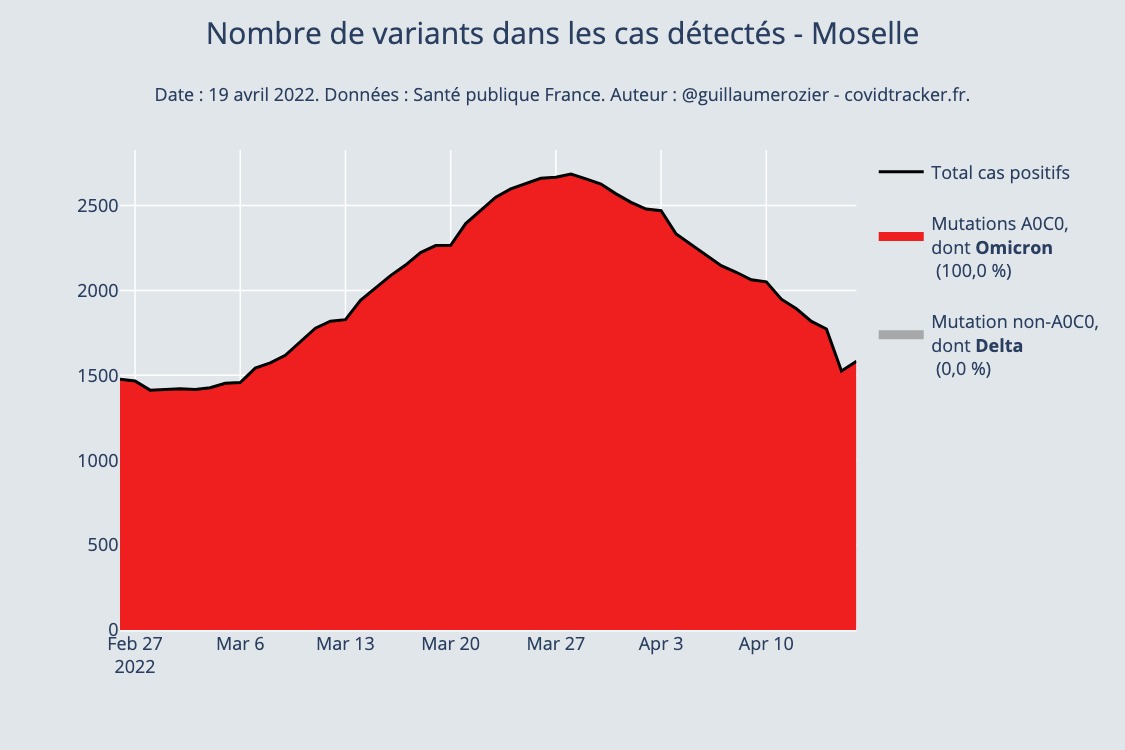 Nombre de variants dans les cas détectés - Moselle
Date : 19 avril 2022. Données : Santé publique France. Auteur : @guillaumerozier - covidtracker.fr.
Total cas positifs
Mutations A0C0,
dont Omicron
(100,0 %)
Mutation non-A0C0,
dont Delta
(0,0 %)
2500
2000
1500
1000
500
0
Feb 27 Mar 6 Mar 13 Mar 20 Mar 27 Apr 3 Apr 10
2022